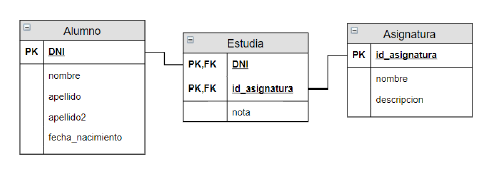 Alumno
PK DNI
nombre
apellido
apellido2
fecha_nacimiento
Estudia
PK,FK DNI
PK,FK id_asignatura
nota
Asignatura
PK id_asignatura
nombre
descripcion